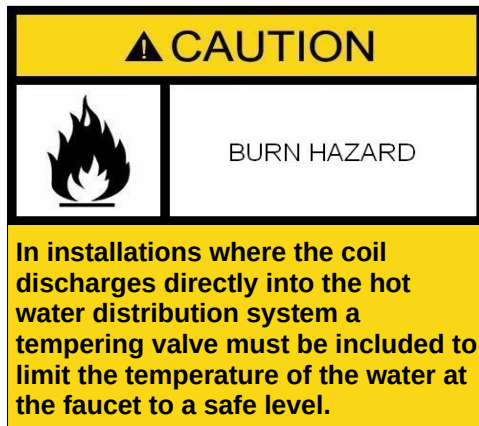 CAUTION
BURN HAZARD
In installations where the coil
discharges directly into the hot
water distribution system a
tempering valve must be included to
limit the temperature of the water at
the faucet to a safe level.